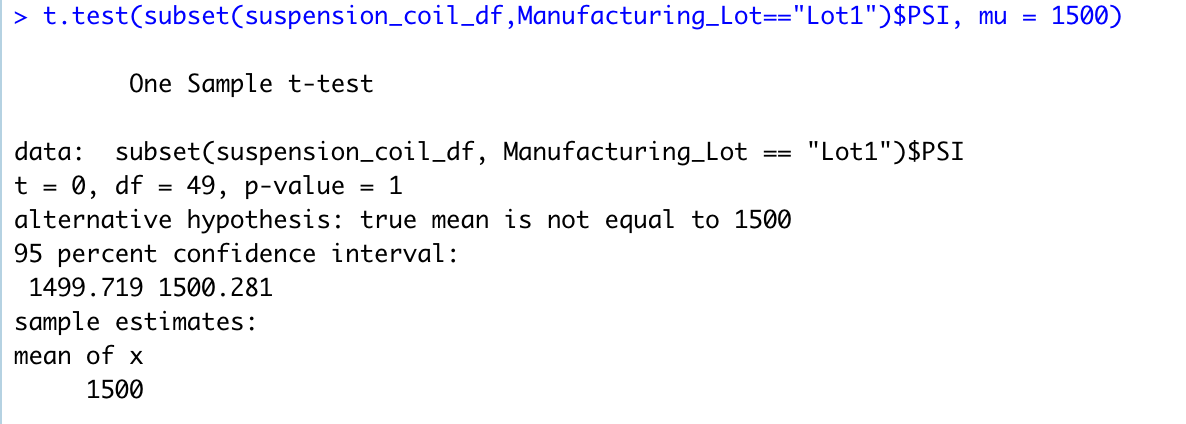 > t.test(subset(suspension_coil_df,Manufacturing_Lot=="Lot1")$PSI, mu = 1500)
One Sample t-test
data:  subset(suspension_coil_df, Manufacturing_Lot == "Lot1")$PSI
t = 0, df = 49, p-value = 1
alternative hypothesis: true mean is not equal to 1500
95 percent confidence interval:
1499.719 1500.281
sample estimates:
mean of x
1500